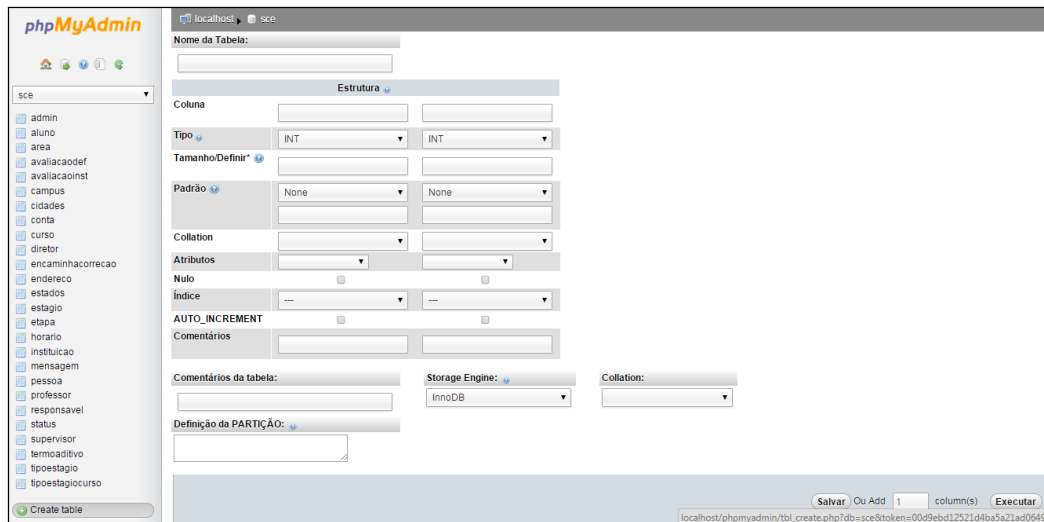 phpMyAdmin
localhost sce
sce
admin
aluno
area
avaliacaodef
avaliacaoinst
campus
cidades
conta
curso
diretor
encaminhacorrecao
endereco
estados
estagio
etapa
horario
instituicao
mensagem
pessoa
professor
responsavel
status
supervisor
termoaditivo
tipoestagio
tipoestagiocurso
Create table
Nome da Tabela:
Estrutura
Coluna
Tipo INT INT
Tamanho/Definir*
Padrão None None
Collation
Atributos
Nulo
Índice --- ---
AUTO_INCREMENT
Comentários
Comentários da tabela: Storage Engine: Collation:
InnoDB
Definição da PARTIÇÃO:
Salvar Ou Add 1 column(s) Executar
localhost/phpmyadmin/tbl_create.php?db=sce&token=00d9ebd12521d4ba5a21ad0649